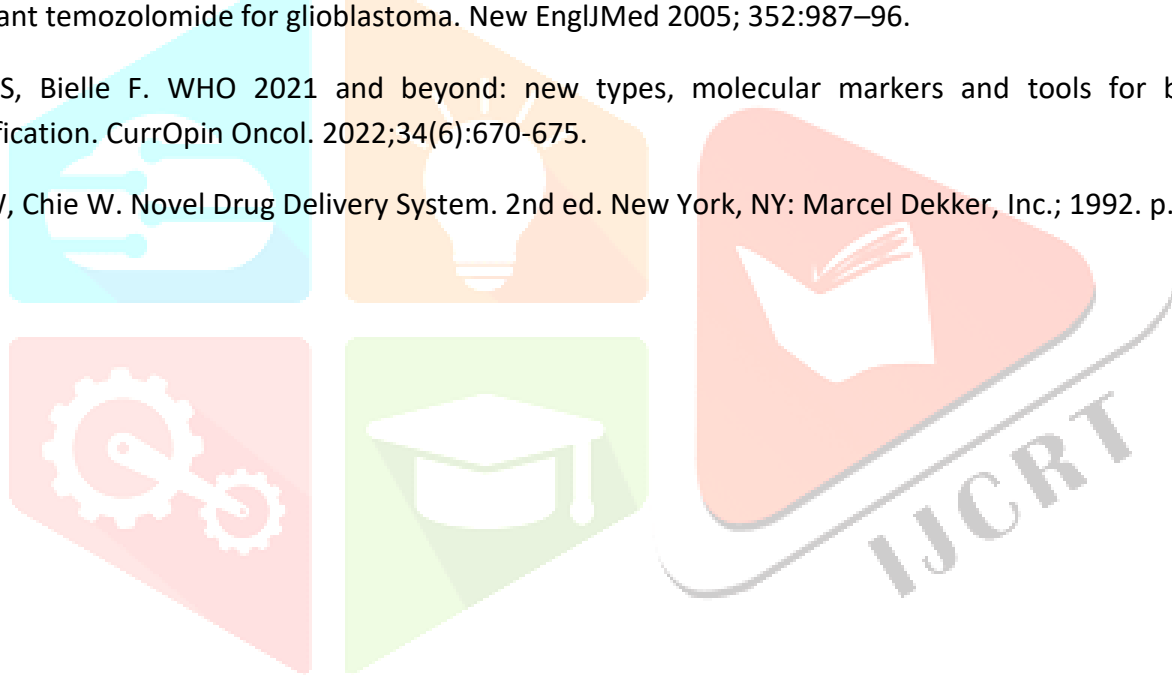 ant temozolomide for glioblastoma. New EnglJMed 2005; 352:987–96.
S, Bielle F. WHO 2021 and beyond: new types, molecular markers and tools for b
fication. CurrOpin Oncol. 2022;34(6):670-675.
, Chie W. Novel Drug Delivery System. 2nd ed. New York, NY: Marcel Dekker, Inc.; 1992. p.
IJCRT